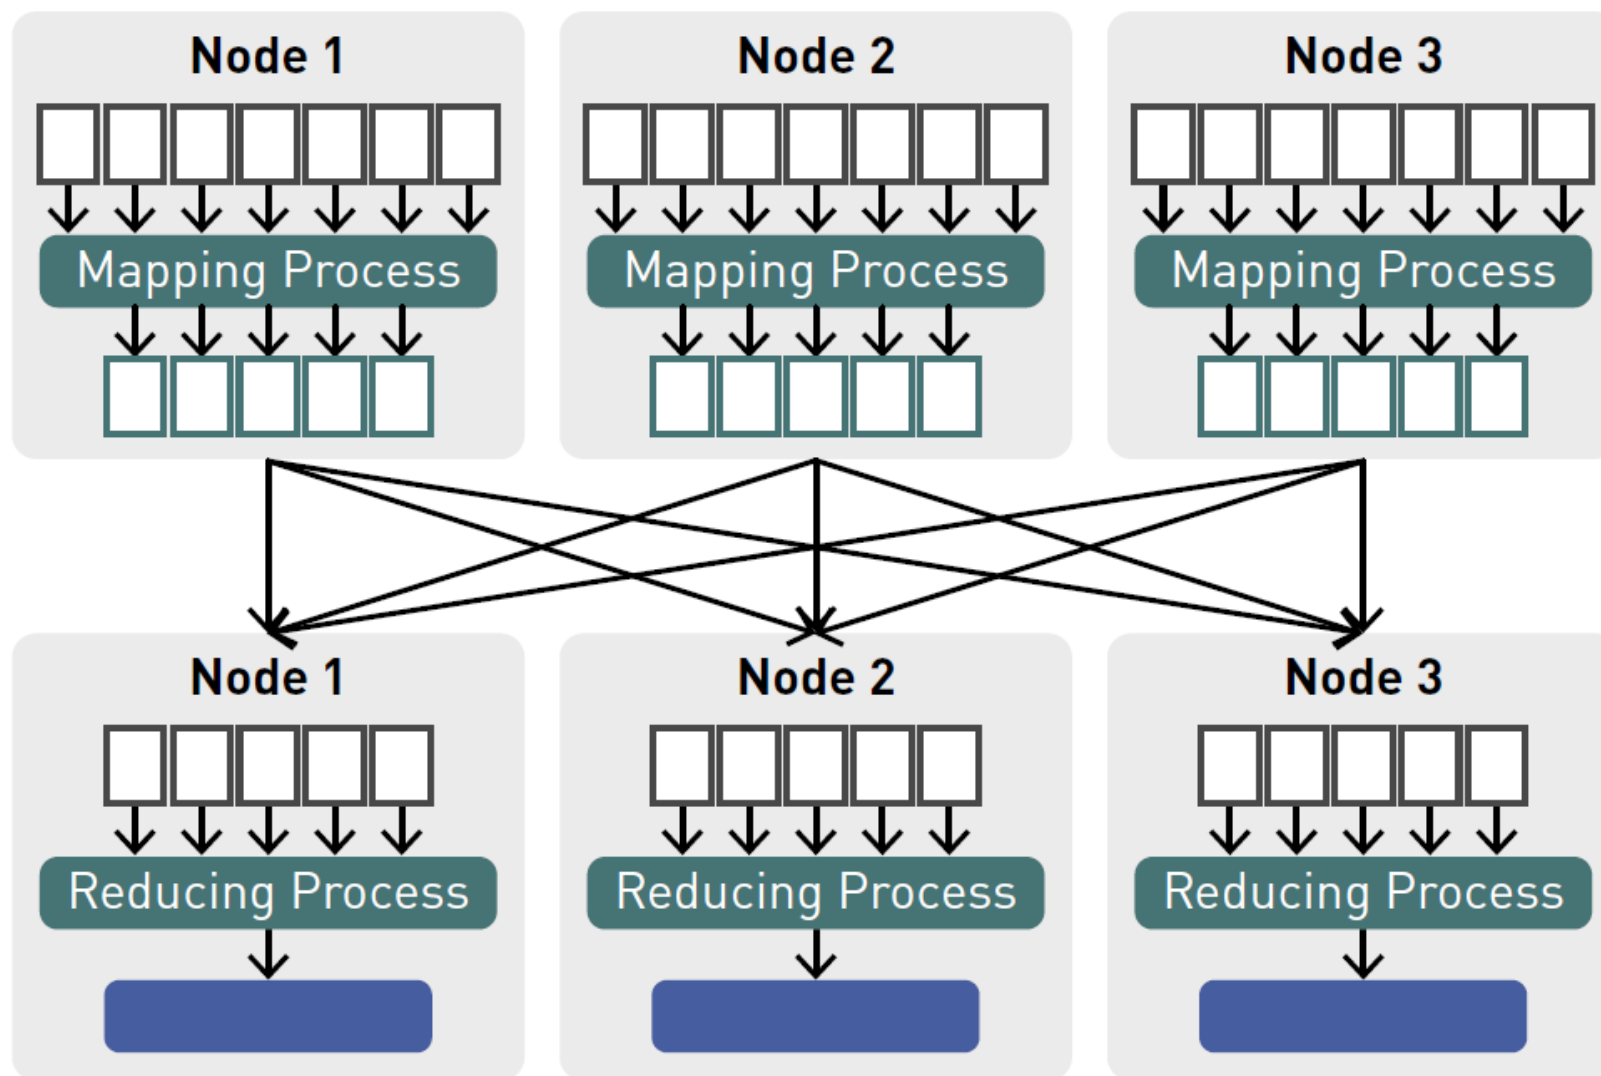 Node 1
Node 2
Node 3
Mapping Process
Mapping Process
Mapping Process
Node 1
Node 2
Node 3
Reducing Process
Reducing Process
Reducing Process